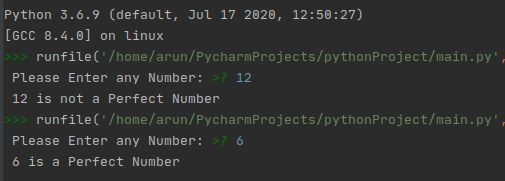 Python 3.6.9 (default, Jul 17 2020, 12:50:27)
[GCC 8.4.0] on linux
>>> runfile('/home/arun/PycharmProjects/pythonProject/main.py',
Please Enter any Number: >? 12
12 is not a Perfect Number
>>> runfile('/home/arun/PycharmProjects/pythonProject/main.py',
Please Enter any Number: >? 6
6 is a Perfect Number